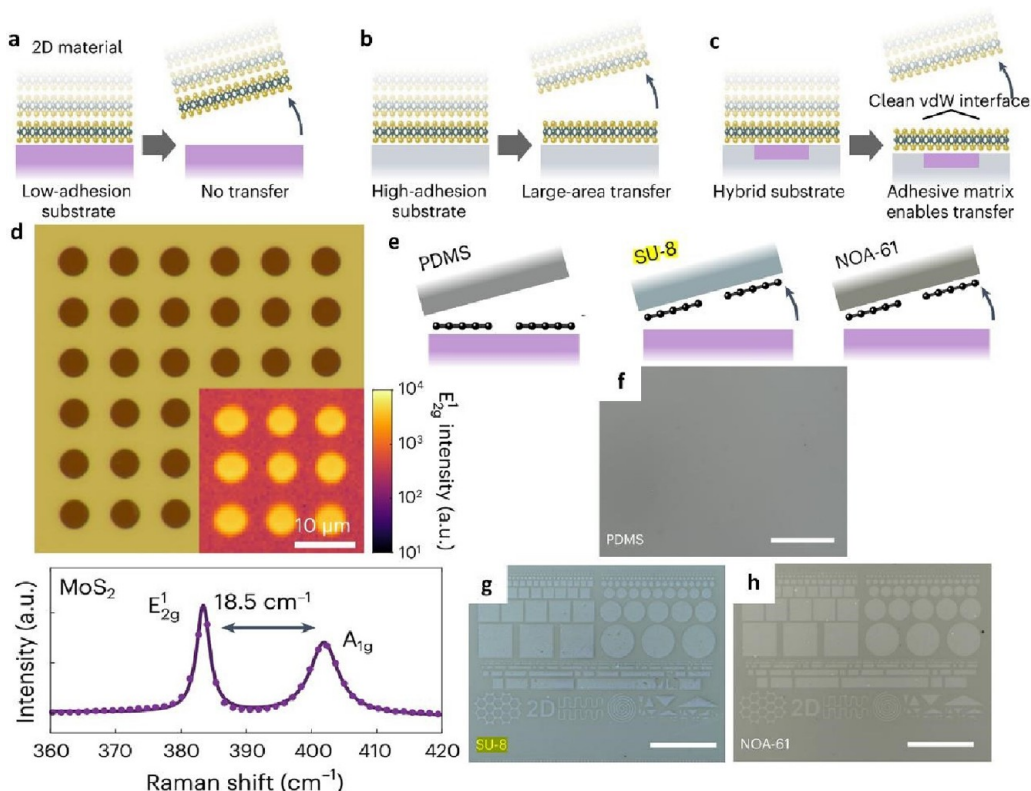 a
2D material
Low-adhesion
substrate
No transfer
b
High-adhesion
substrate
Large-area transfer
c
Clean vdW interface
Hybrid substrate
Adhesive matrix
enables transfer
d
10 μm
10⁴
10³
10²
10¹
E¹2g intensity (a.u.)
e
PDMS
SU-8
NOA-61
f
PDMS
MoS₂
E¹2g
18.5 cm⁻¹
A₁g
Intensity (a.u.)
360
370
380
390
400
410
420
Raman shift (cm⁻¹)
g
2D
SU-8
h
2D
NOA-61